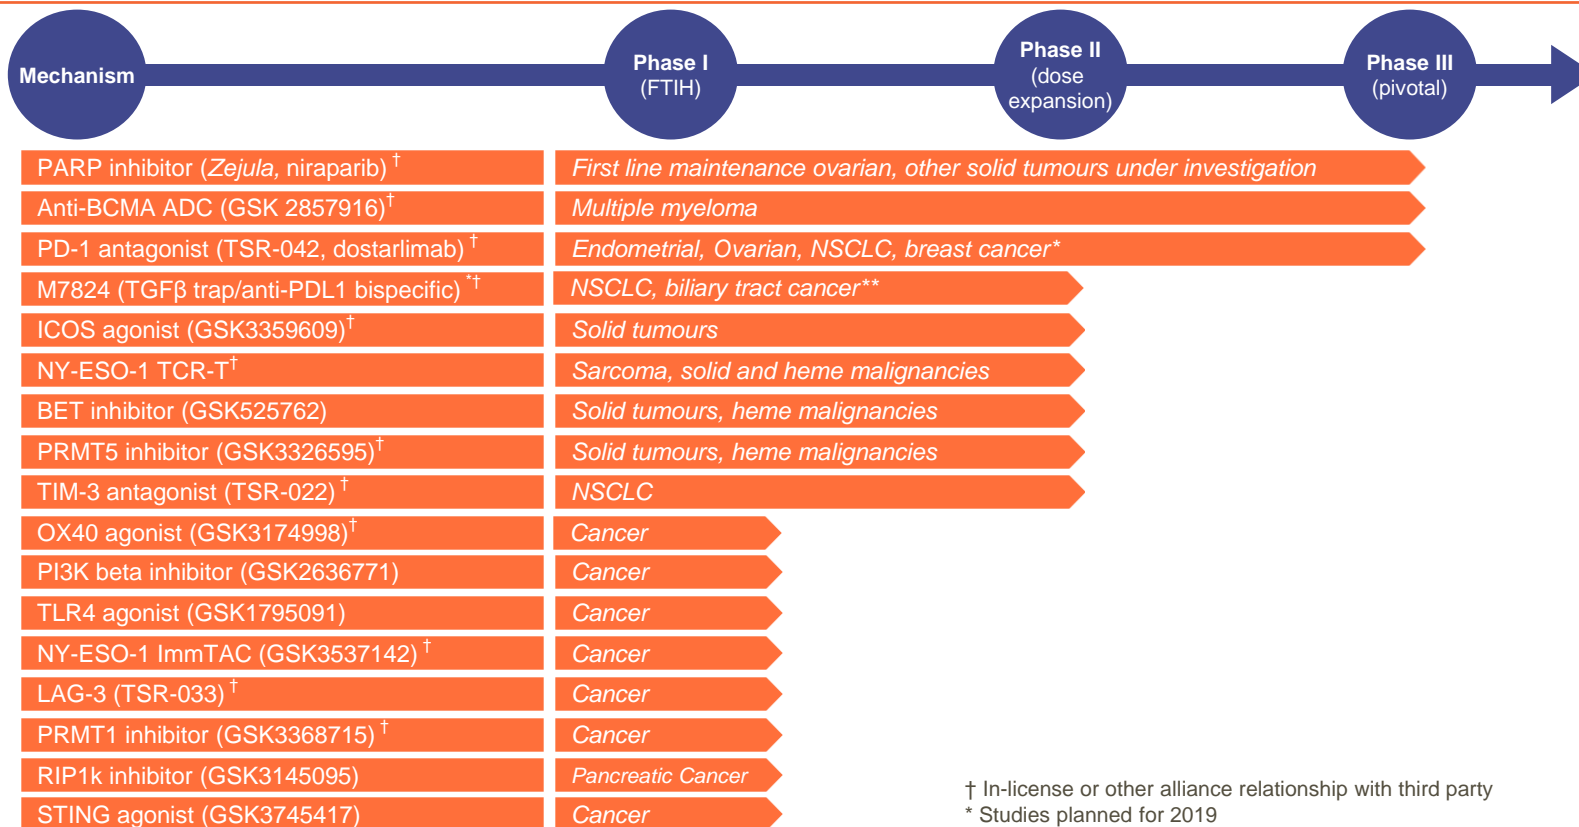 Mechanism
Phase I
(FTIH)
Phase II
(dose
expansion)
Phase III
(pivotal)
PARP inhibitor (Zejula, niraparib) † First line maintenance ovarian, other solid tumours under investigation
Anti-BCMA ADC (GSK 2857916)† Multiple myeloma
PD-1 antagonist (TSR-042, dostarlimab) † Endometrial, Ovarian, NSCLC, breast cancer*
M7824 (TGFβ trap/anti-PDL1 bispecific) *† NSCLC, biliary tract cancer**
ICOS agonist (GSK3359609)† Solid tumours
NY-ESO-1 TCR-T† Sarcoma, solid and heme malignancies
BET inhibitor (GSK525762) Solid tumours, heme malignancies
PRMT5 inhibitor (GSK3326595)† Solid tumours, heme malignancies
TIM-3 antagonist (TSR-022) † NSCLC
OX40 agonist (GSK3174998)† Cancer
PI3K beta inhibitor (GSK2636771) Cancer
TLR4 agonist (GSK1795091) Cancer
NY-ESO-1 ImmTAC (GSK3537142) † Cancer
LAG-3 (TSR-033) † Cancer
PRMT1 inhibitor (GSK3368715) † Cancer
RIP1k inhibitor (GSK3145095) Pancreatic Cancer
STING agonist (GSK3745417) Cancer
† In-license or other alliance relationship with third party
* Studies planned for 2019